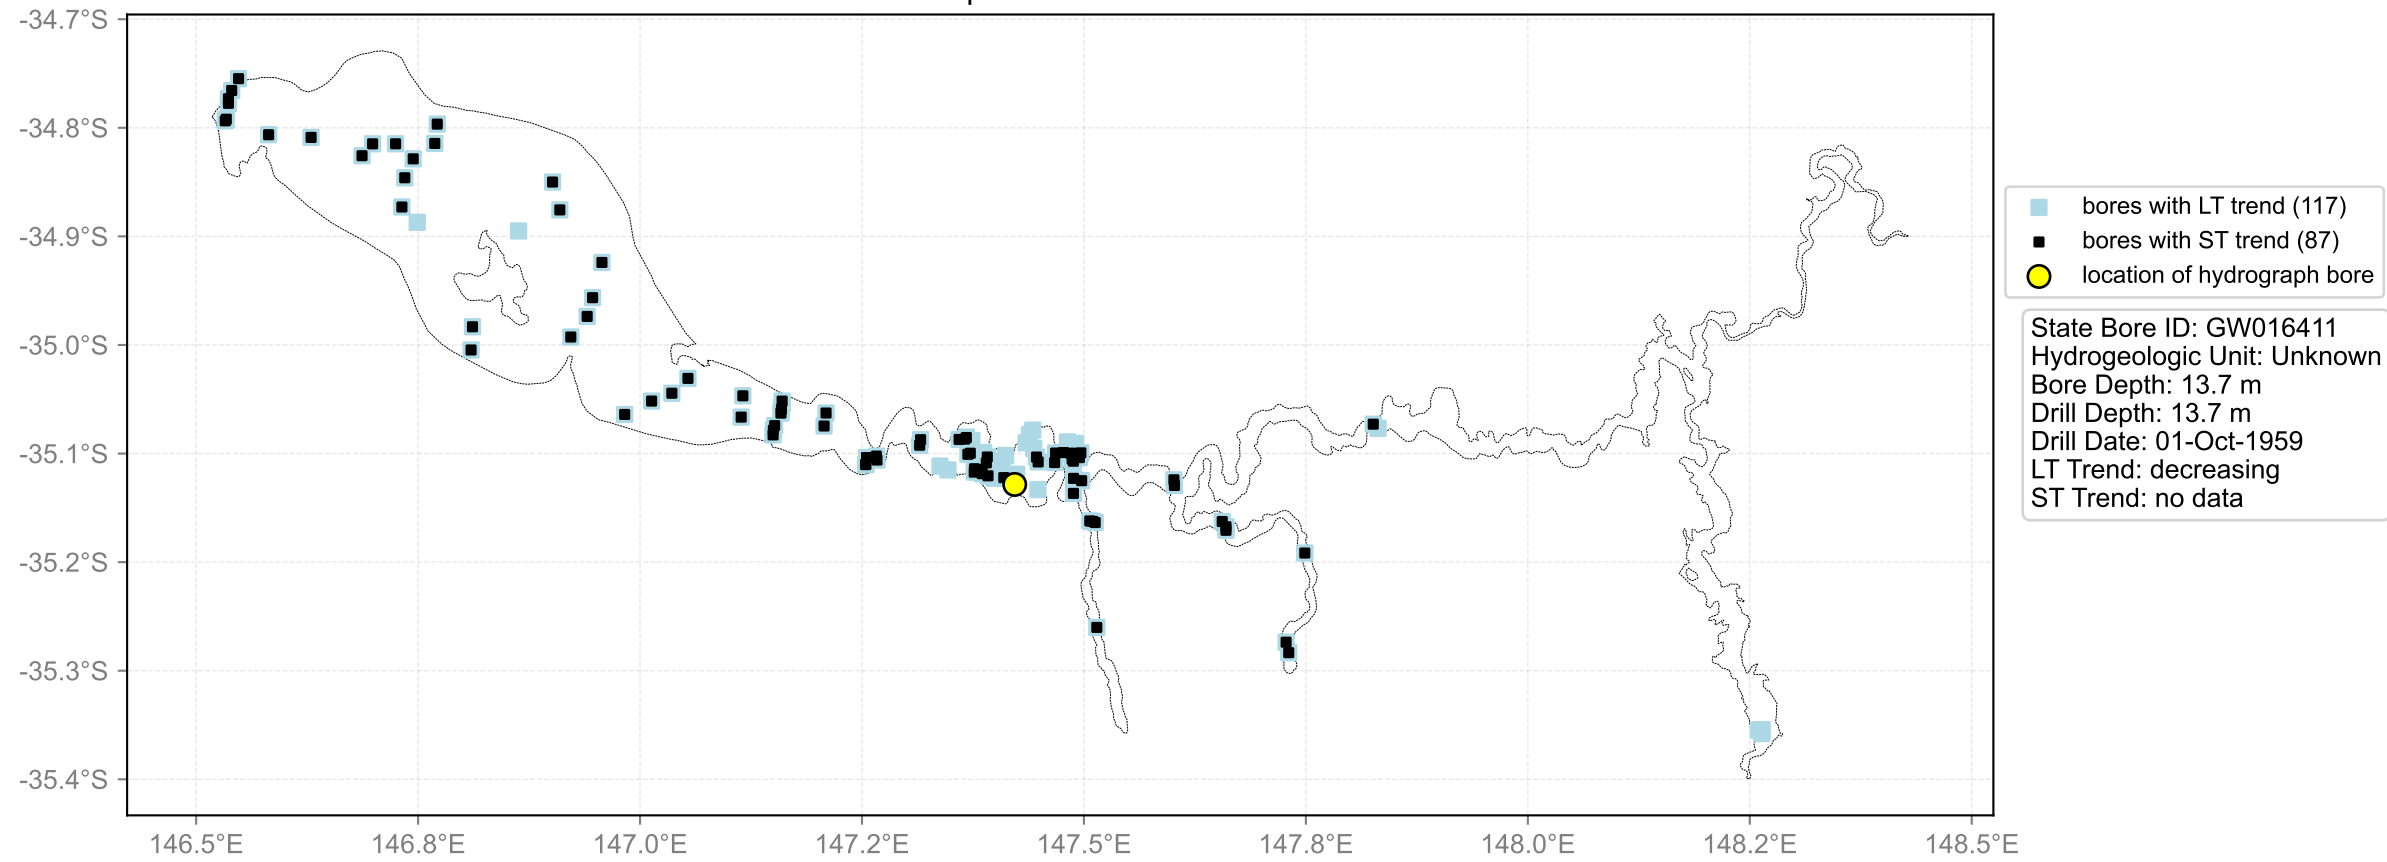 -34.7°S
-34.8°S
-34.9°S
-35.0°S
-35.1°S
-35.2°S
-35.3°S
-35.4°S
146.5°E 146.8°E 147.0°E 147.2°E 147.5°E 147.8°E 148.0°E 148.2°E 148.5°E
bores with LT trend (117)
bores with ST trend (87)
location of hydrograph bore
State Bore ID: GW016411
Hydrogeologic Unit: Unknown
Bore Depth: 13.7 m
Drill Depth: 13.7 m
Drill Date: 01-Oct-1959
LT Trend: decreasing
ST Trend: no data